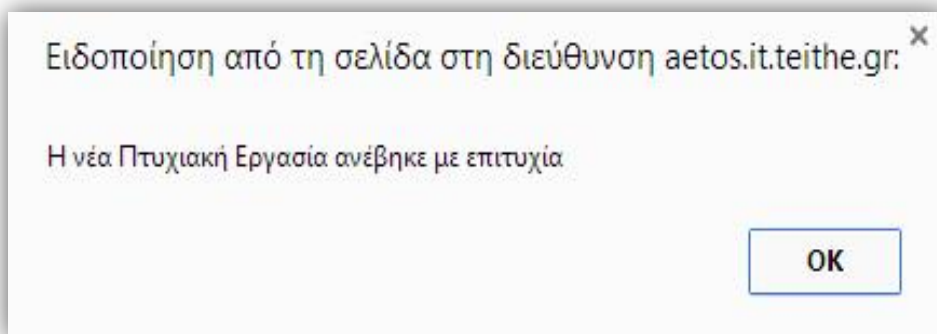 Ειδοποίηση από τη σελίδα στη διεύθυνση aetos.it.teithe.gr:
Η νέα Πτυχιακή Εργασία ανέβηκε με επιτυχία
OK